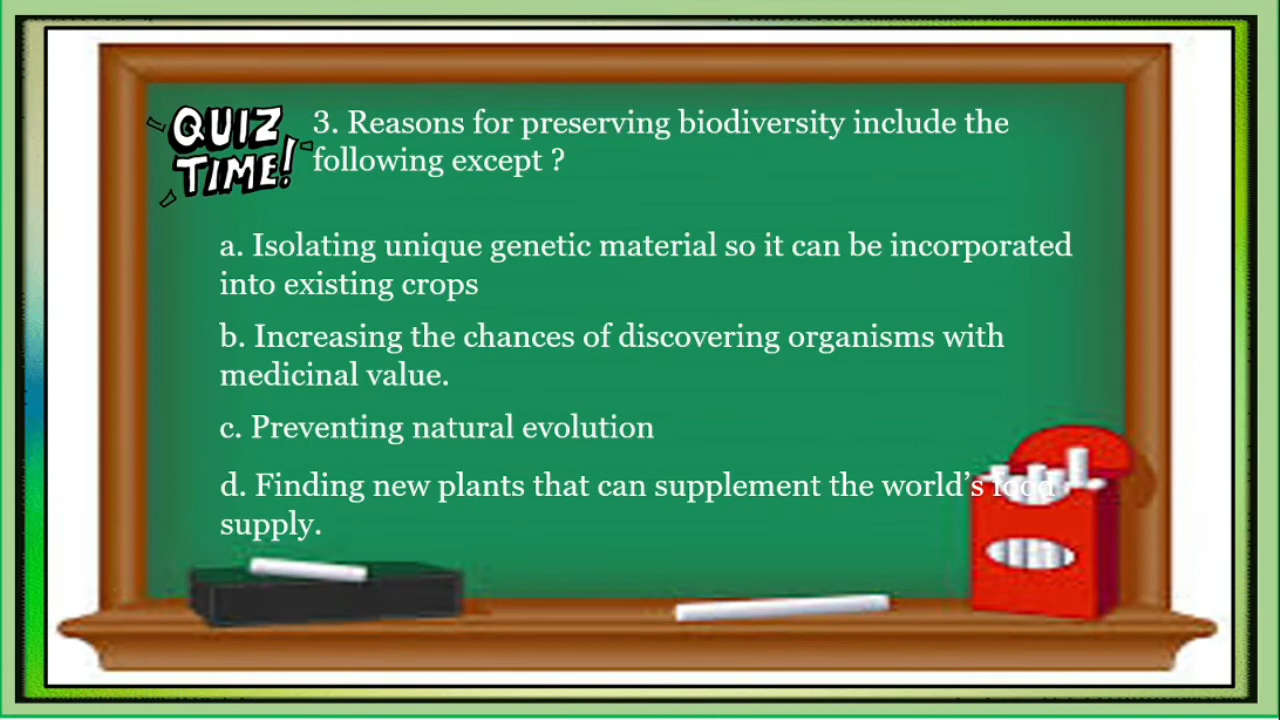 QUIZ
TIME!
3. Reasons for preserving biodiversity include the
following except ?
a. Isolating unique genetic material so it can be incorporated
into existing crops
b. Increasing the chances of discovering organisms with
medicinal value.
c. Preventing natural evolution
d. Finding new plants that can supplement the world’s food
supply.